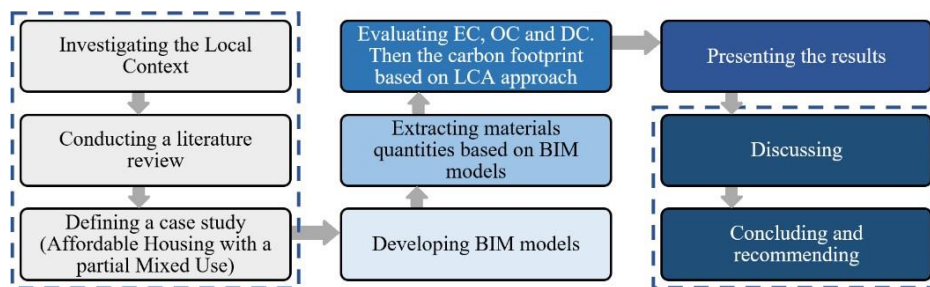 Investigating the Local
Context
Conducting a literature
review
Defining a case study
(Affordable Housing with a
partial Mixed Use)
Developing BIM models
Extracting materials
quantities based on BIM
models
Evaluating EC, OC and DC.
Then the carbon footprint
based on LCA approach
Presenting the results
Discussing
Concluding and
recommending